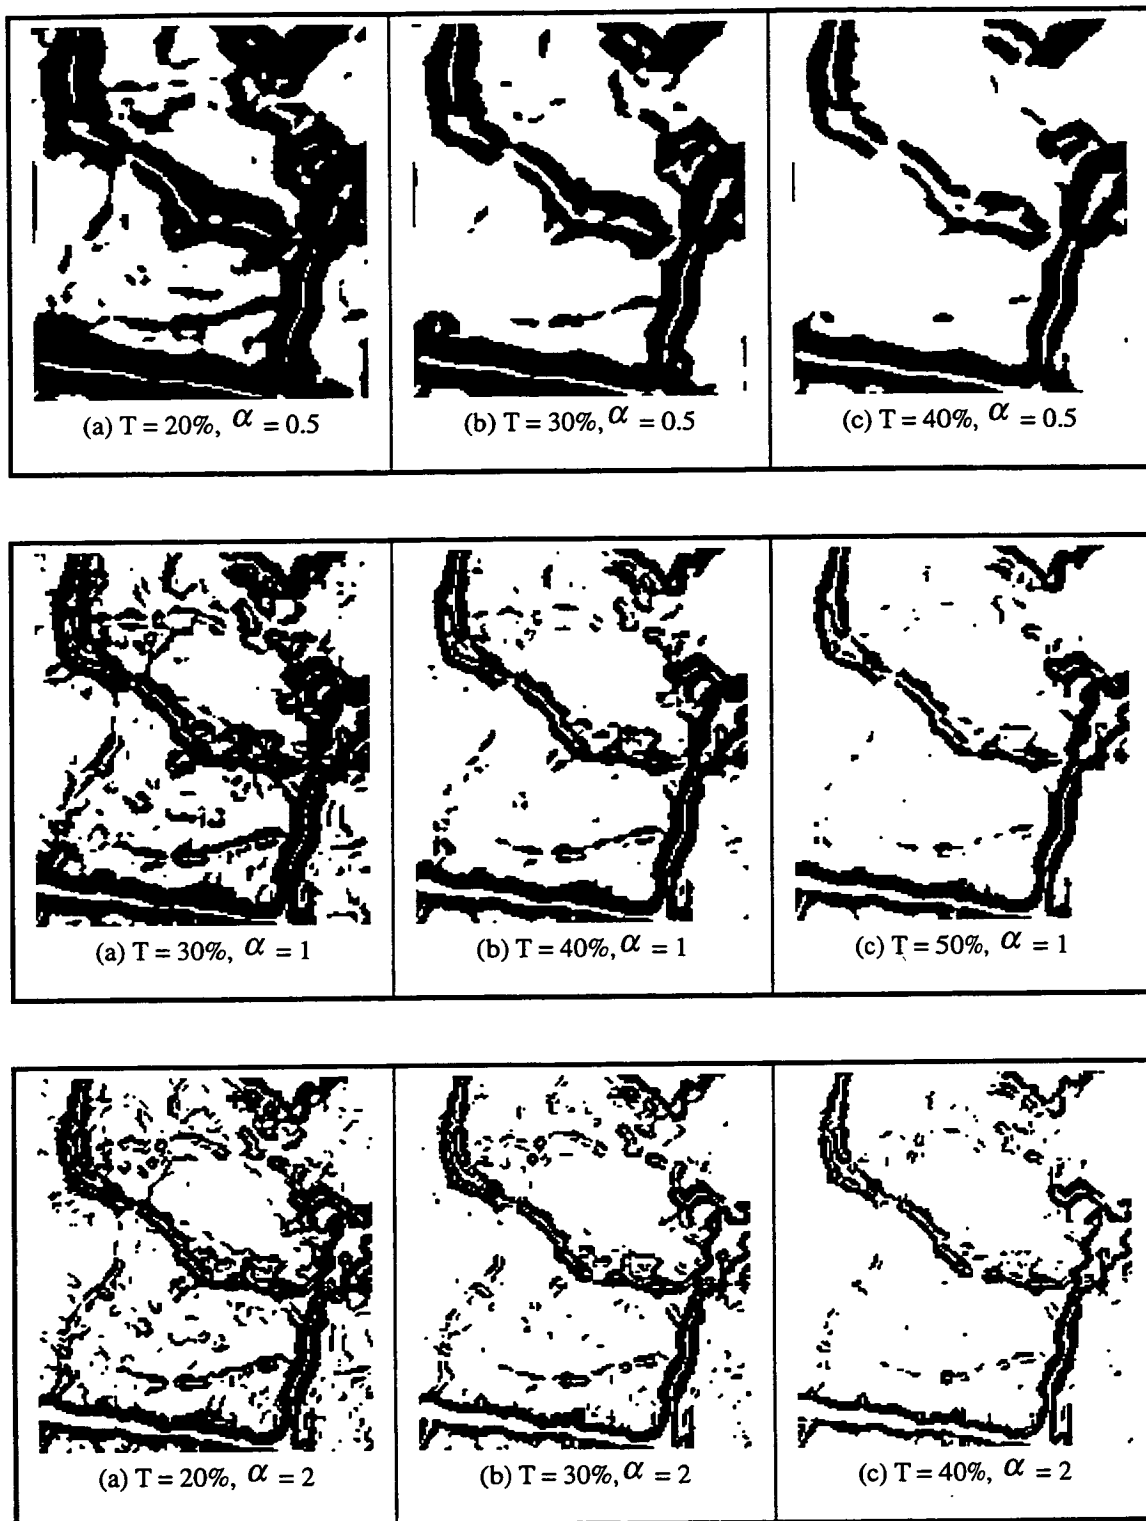 (a) T = 20%, α = 0.5
(b) T = 30%, α = 0.5
(c) T = 40%, α = 0.5
(a) T = 30%, α = 1
(b) T = 40%, α = 1
(c) T = 50%, α = 1
(a) T = 20%, α = 2
(b) T = 30%, α = 2
(c) T = 40%, α = 2